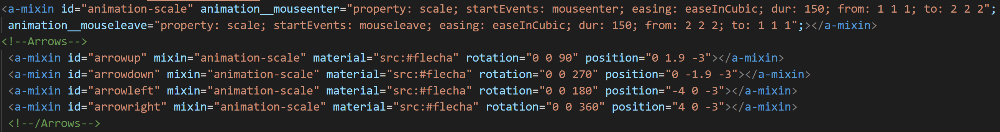 <a-mixin id="animation-scale" animation__mouseenter="property: scale; startEvents: mouseenter; easing: easeInCubic; dur: 150; from: 1 1 1; to: 2 2 2";
animation__mouseleave="property: scale; startEvents: mouseleave; easing: easeInCubic; dur: 150; from: 2 2 2; to: 1 1 1";></a-mixin>
<!--Arrows-->
<a-mixin id="arrowup" mixin="animation-scale" material="src:#flecha" rotation="0 0 90" position="0 1.9 -3"></a-mixin>
<a-mixin id="arrowdown" mixin="animation-scale" material="src:#flecha" rotation="0 0 270" position="0 -1.9 -3"></a-mixin>
<a-mixin id="arrowleft" mixin="animation-scale" material="src:#flecha" rotation="0 0 180" position="-4 0 -3"></a-mixin>
<a-mixin id="arrowright" mixin="animation-scale" material="src:#flecha" rotation="0 0 360" position="4 0 -3"></a-mixin>
<!--/Arrows-->